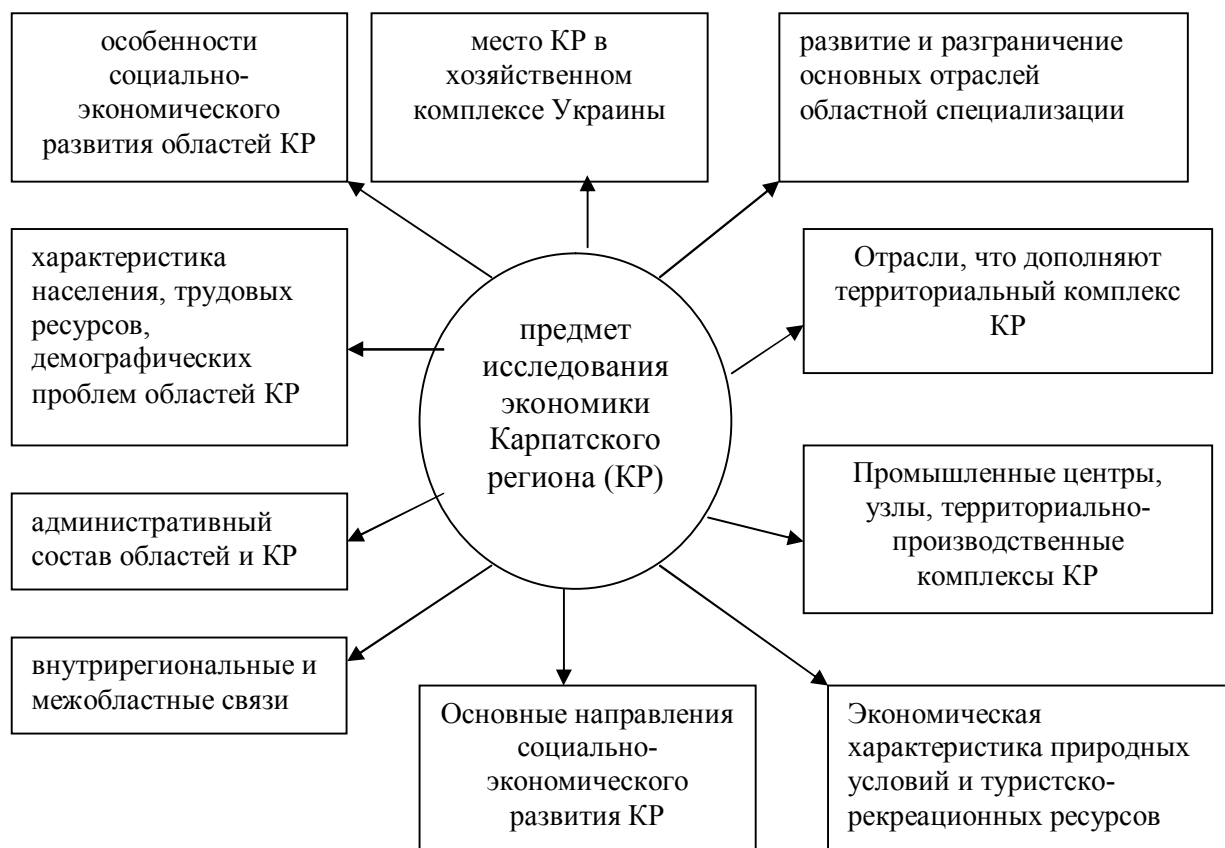 особенности
социально-
экономического
развития областей КР
место КР в
хозяйственном
комплексе Украины
развитие и разграничение
основных отраслей
областной специализации
характеристика
населения, трудовых
ресурсов,
демографических
проблем областей КР
предмет
исследования
экономики
Карпатского
региона (КР)
Отрасли, что дополняют
территориальный комплекс
КР
Промышленные центры,
узлы, территориально-
производственные
комплексы КР
административный
состав областей и КР
внутрирегиональные и
межобластные связи
Основные направления
социально-
экономического
развития КР
Экономическая
характеристика природных
условий и туристско-
рекреационных ресурсов